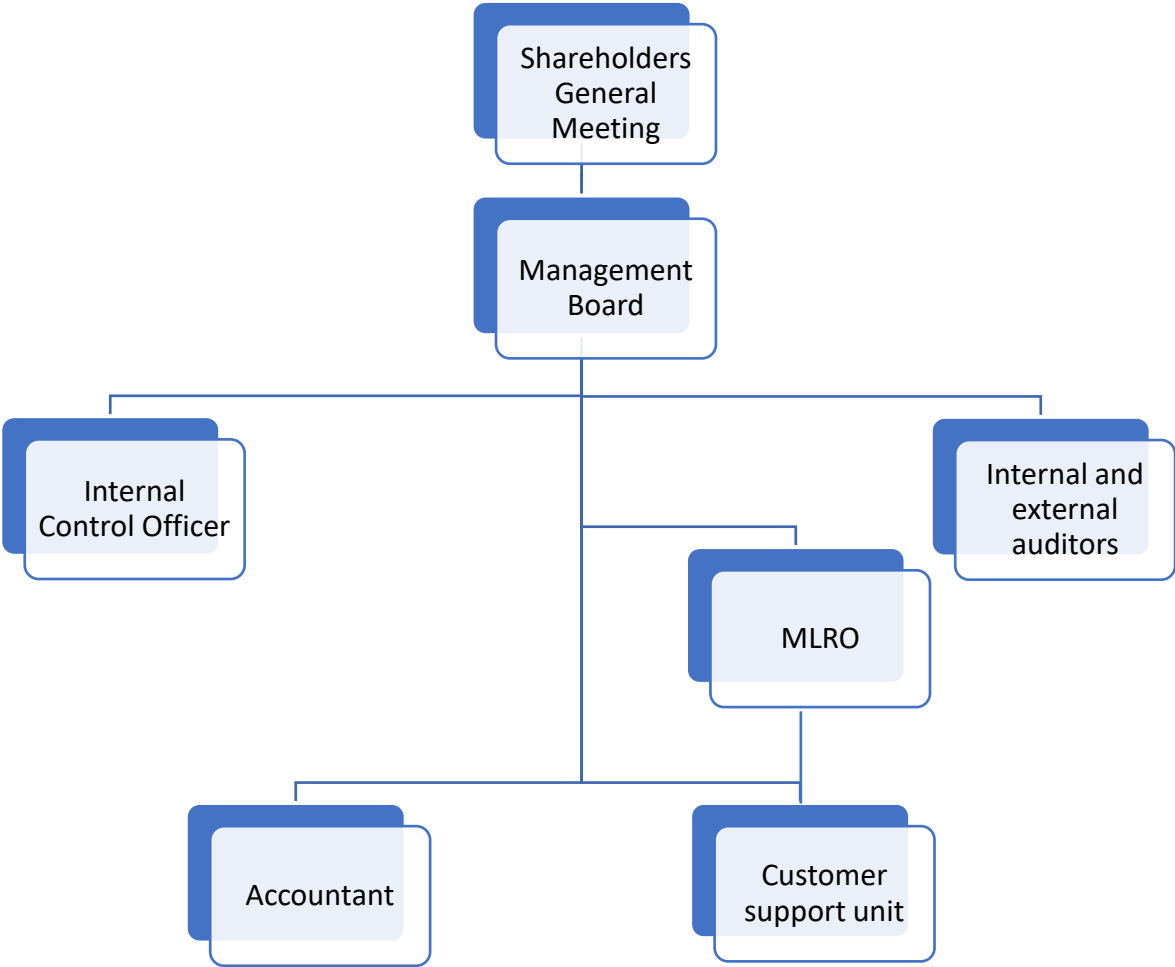 Shareholders
General
Meeting
Management
Board
Internal
Control Officer
Internal and
external
auditors
MLRO
Accountant
Customer
support unit